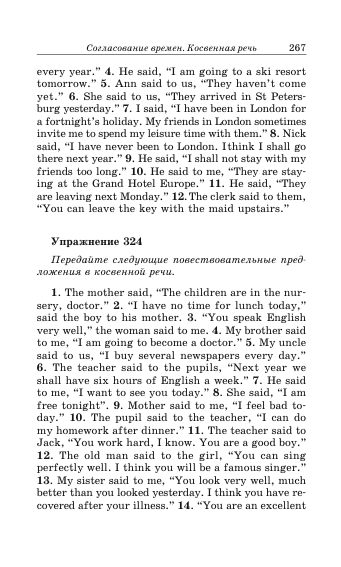 Согласование времен. Косвенная речь 267
every year.” 4. He said, “I am going to a ski resort
tomorrow.” 5. Ann said to us, “They haven’t come
yet.” 6. She said to us, “They arrived in St Peters-
burg yesterday.” 7. I said, “I have been in London for
a fortnight’s holiday. My friends in London sometimes
invite me to spend my leisure time with them.” 8. Nick
said, “I have never been to London. I think I shall go
there next year.” 9. He said, “I shall not stay with my
friends too long.” 10. He said to me, “They are stay-
ing at the Grand Hotel Europe.” 11. He said, “They
are leaving next Monday.” 12. The clerk said to them,
“You can leave the key with the maid upstairs.”
Упражнение 324
Передайте следующие повествовательные пред-
ложения в косвенной речи.
1. The mother said, “The children are in the nur-
sery, doctor.” 2. “I have no time for lunch today,”
said the boy to his mother. 3. “You speak English
very well,” the woman said to me. 4. My brother said
to me, “I am going to become a doctor.” 5. My uncle
said to us, “I buy several newspapers every day.”
6. The teacher said to the pupils, “Next year we
shall have six hours of English a week.” 7. He said
to me, “I want to see you today.” 8. She said, “I am
free tonight”. 9. Mother said to me, “I feel bad to-
day.” 10. The pupil said to the teacher, “I can do
my homework after dinner.” 11. The teacher said to
Jack, “You work hard, I know. You are a good boy.”
12. The old man said to the girl, “You can sing
perfectly well. I think you will be a famous singer.”
13. My sister said to me, “You look very well, much
better than you looked yesterday. I think you have re-
covered after your illness.” 14. “You are an excellent